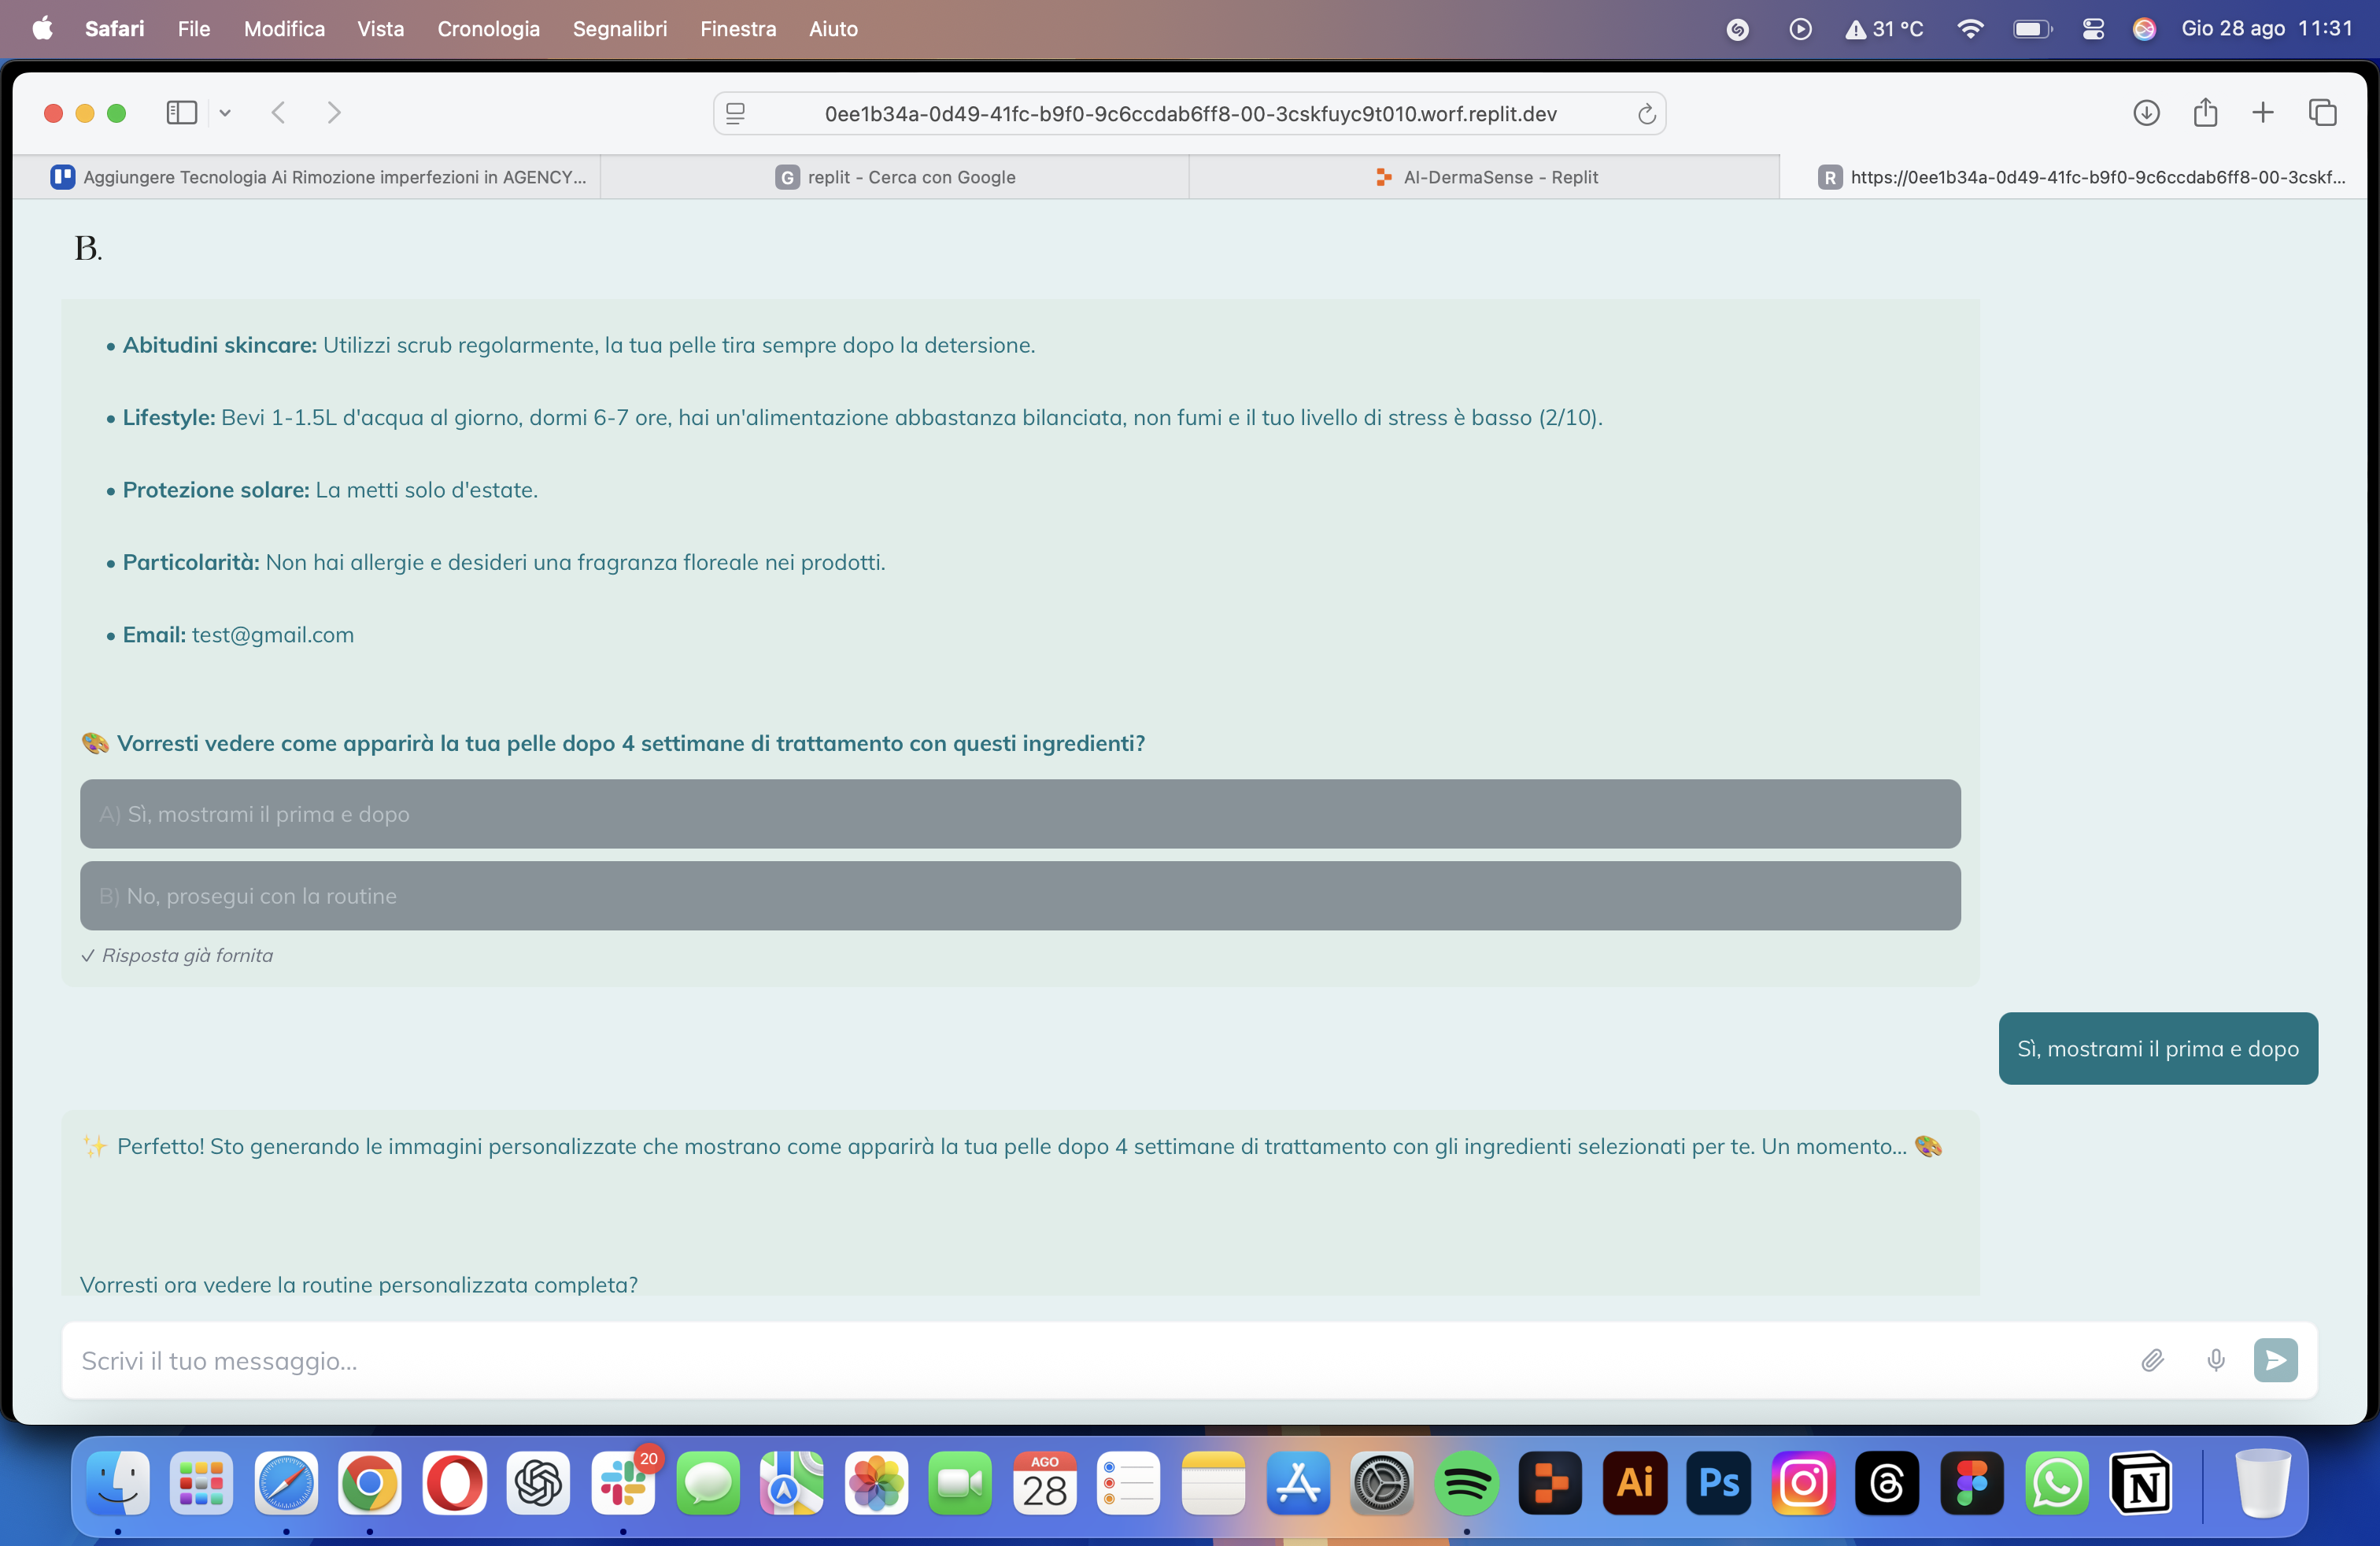 Safari File Modifica Vista Cronologia Segnalibri Finestra Aiuto 31 °C Gio 28 ago 11:31
0ee1b34a-0d49-41fc-b9f0-9c6ccdab6ff8-00-3cskfuyc9t010.worf.replit.dev
Aggiungere Tecnologia Ai Rimozione imperfezioni in AGENCY... G replit - Cerca con Google AI-DermaSense - Replit R https://0ee1b34a-0d49-41fc-b9f0-9c6ccdab6ff8-00-3cskf...
B.
• Abitudini skincare: Utilizzi scrub regolarmente, la tua pelle tira sempre dopo la detersione.
• Lifestyle: Bevi 1-1.5L d'acqua al giorno, dormi 6-7 ore, hai un'alimentazione abbastanza bilanciata, non fumi e il tuo livello di stress è basso (2/10).
• Protezione solare: La metti solo d'estate.
• Particolarità: Non hai allergie e desideri una fragranza floreale nei prodotti.
• Email: test@gmail.com
🎨 Vorresti vedere come apparirà la tua pelle dopo 4 settimane di trattamento con questi ingredienti?
A) Sì, mostrami il prima e dopo
B) No, prosegui con la routine
✓ Risposta già fornita
Sì, mostrami il prima e dopo
✨ Perfetto! Sto generando le immagini personalizzate che mostrano come apparirà la tua pelle dopo 4 settimane di trattamento con gli ingredienti selezionati per te. Un momento... 🎨
Vorresti ora vedere la routine personalizzata completa?
Scrivi il tuo messaggio...
20
AGO
28
Ai
Ps
N